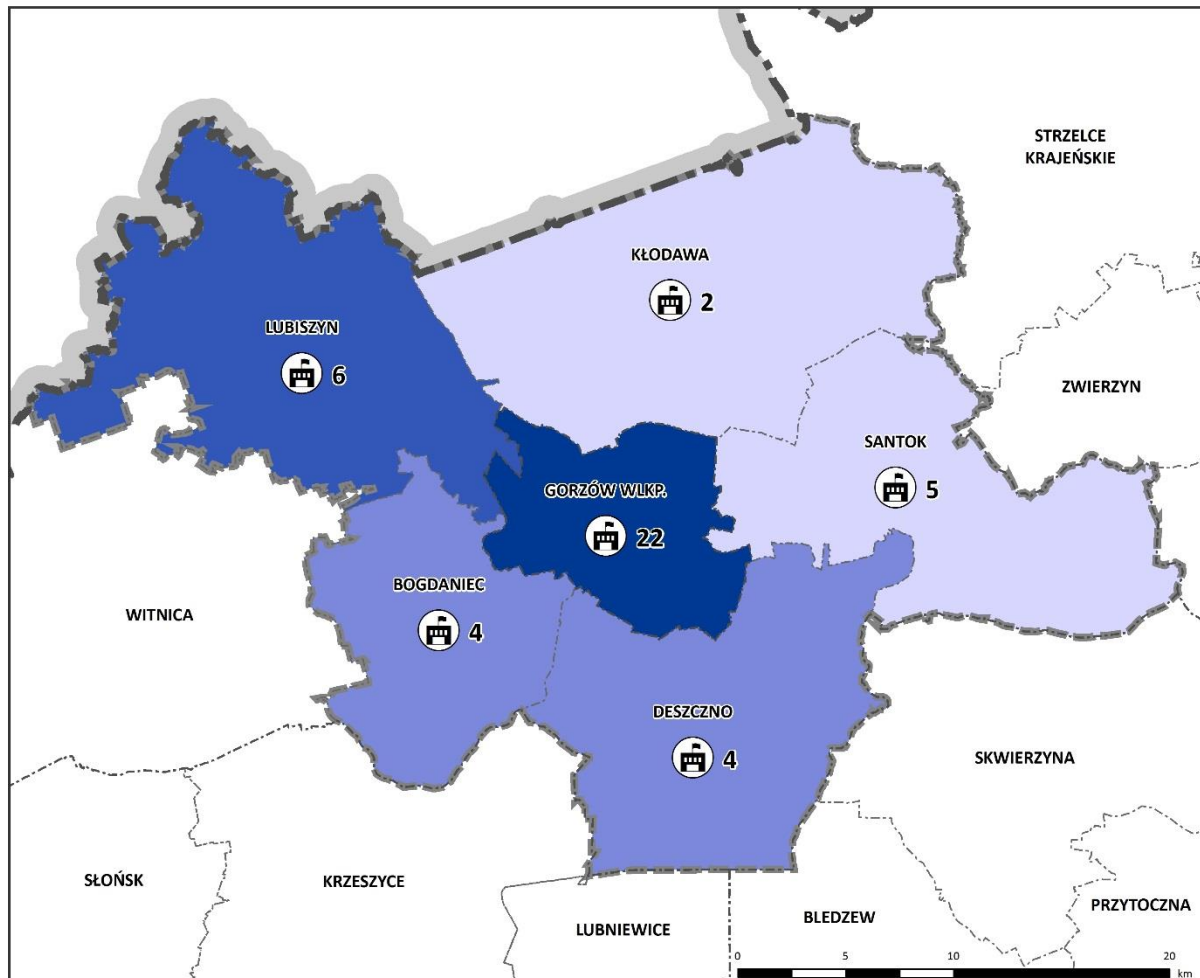 STRZELCE
KRAJEŃSKIE
KŁODAWA
2
LUBISZYN
6
ZWIERZYN
SANTOK
5
GORZÓW WLKP.
22
BOGDANIEC
4
WITNICA
DESZCZNO
4
SKWIERZYNA
SŁOŃSK
KRZESZYCE
LUBNIEWICE
BLEDZEW
PRZYTOCZNA
0 5 10 20
km